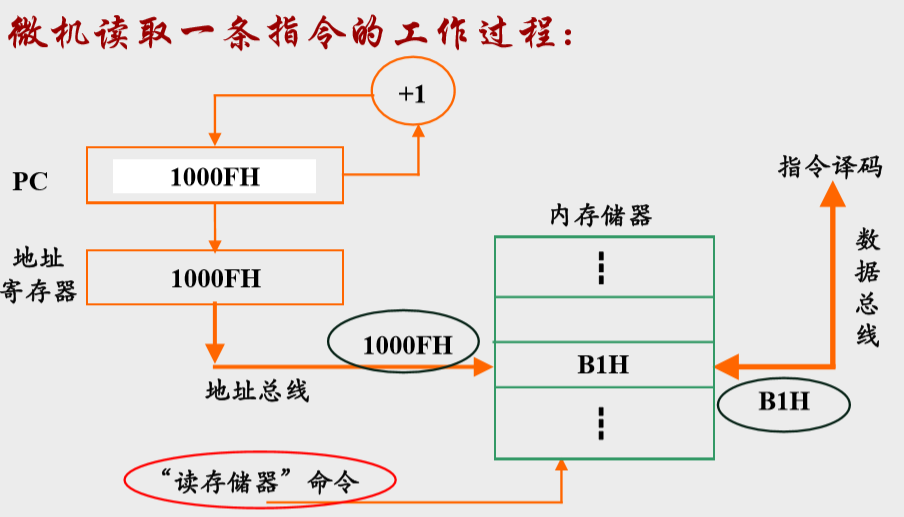 微机读取一条指令的工作过程：
+1
PC
1000FH
地址
寄存器
1000FH
1000FH
地址总线
内存储器
B1H
指令译码
数
据
总
线
B1H
“读存储器”命令